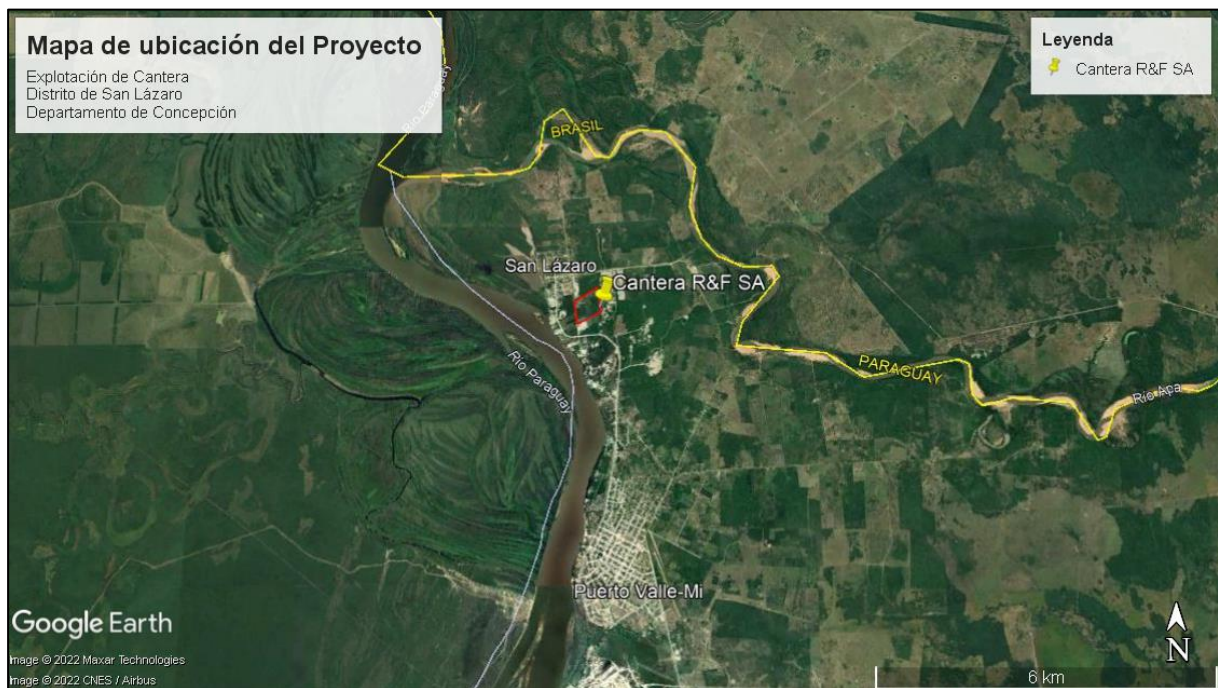 Mapa de ubicación del Proyecto
Explotación de Cantera
Distrito de San Lázaro
Departamento de Concepción
Leyenda
Cantera R&F SA
Río Paraguay
BRASIL
San Lázaro
Cantera R&F SA
Río Paraguay
PARAGUAY
Río Apa
Puerto Valle-Mi
Google Earth
Image © 2022 Maxar Technologies
Image © 2022 CNES / Airbus
N
6 km